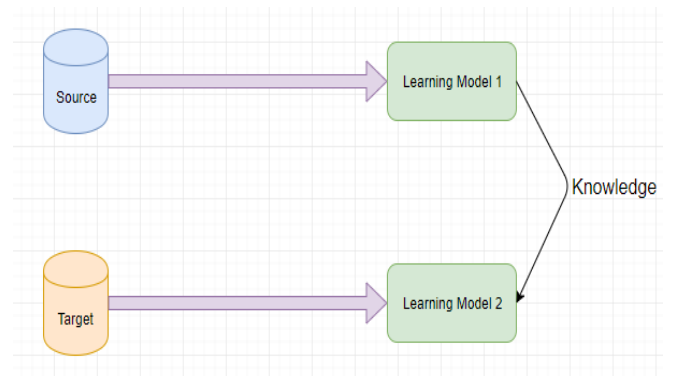 Source
Learning Model 1
Knowledge
Target
Learning Model 2